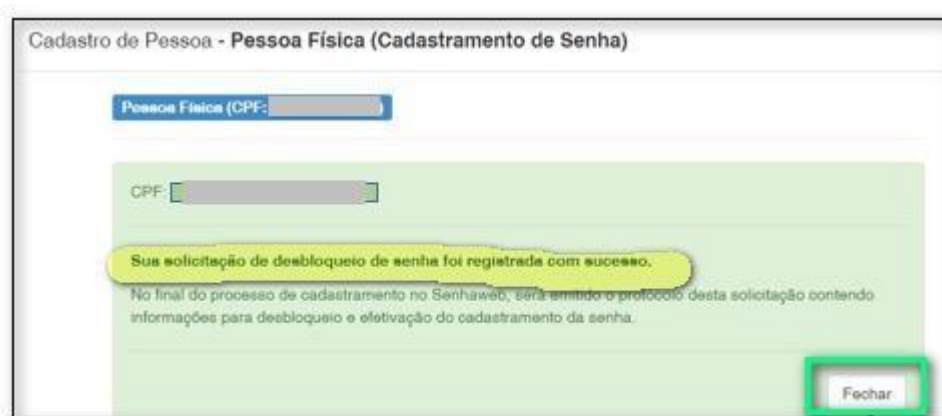 Cadastro de Pessoa - Pessoa Física (Cadastramento de Senha)
Pessoa Física (CPF: )
CPF:
Sua solicitação de desbloqueio de senha foi registrada com sucesso.
No final do processo de cadastramento no Senhaweb, será emitido o protocolo desta solicitação contendo
informações para desbloqueio e efetivação do cadastramento da senha.
Fechar